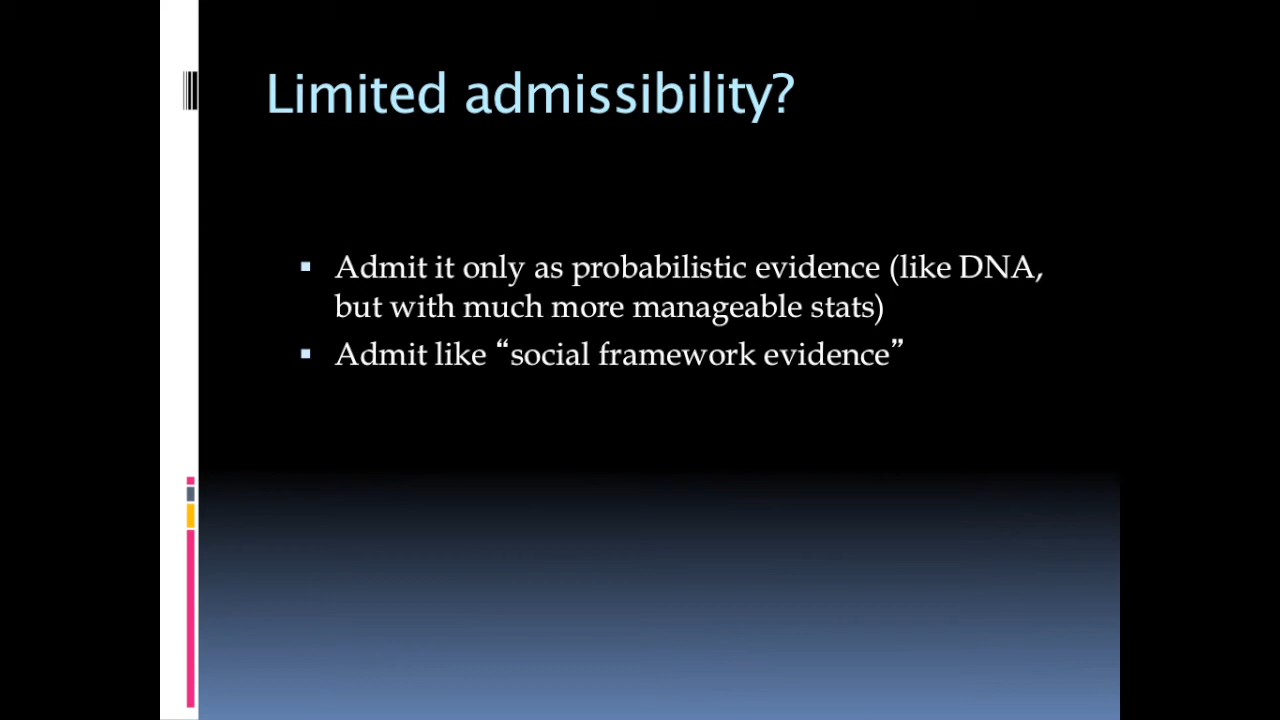 Limited admissibility?
▪ Admit it only as probabilistic evidence (like DNA,
but with much more manageable stats)
▪ Admit like “social framework evidence”